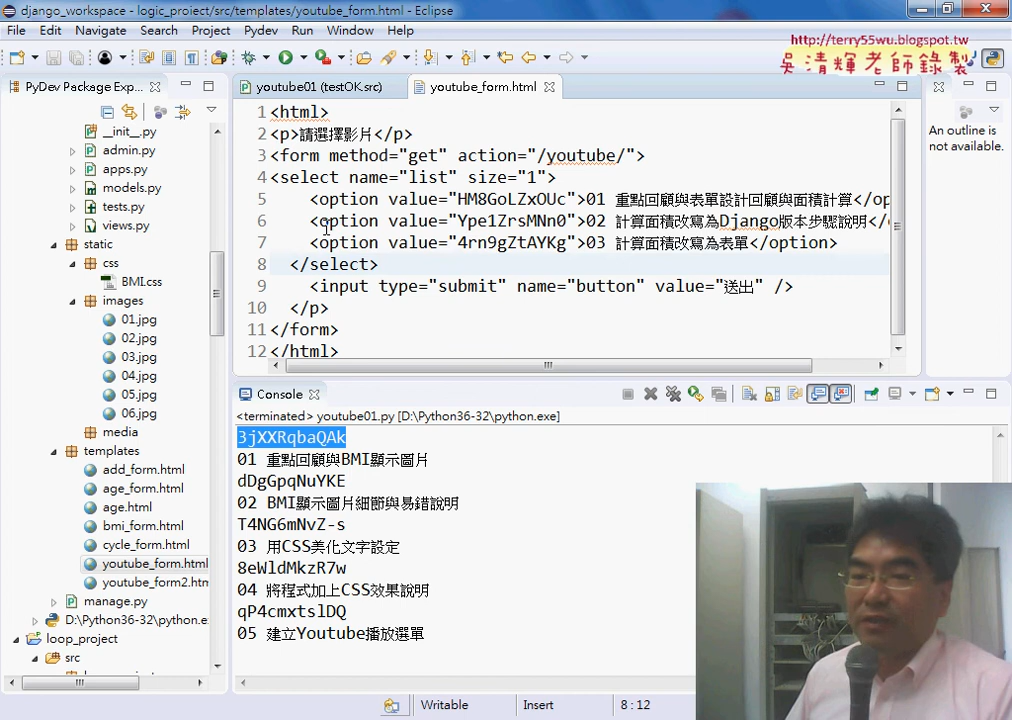 django_workspace - logic_project/src/templates/youtube_form.html - Eclipse
File Edit Navigate Search Project Pydev Run Window Help
http://terry55wu.blogspot.tw
吳清輝老師錄製
PyDev Package Exp...
__init__.py
admin.py
apps.py
models.py
tests.py
views.py
static
css
BMI.css
images
01.jpg
02.jpg
03.jpg
04.jpg
05.jpg
06.jpg
media
templates
add_form.html
age_form.html
age.html
bmi_form.html
cycle_form.html
youtube_form.html
youtube_form2.htm
manage.py
D:\Python36-32\python.e
loop_project
src
youtube01 (testOK.src)
youtube_form.html
1 <html>
2 <p>請選擇影片</p>
3 <form method="get" action="/youtube/">
4 <select name="list" size="1">
5 <option value="HM8GoLZxOUc">01 重點回顧與表單設計回顧與面積計算</op
6 <option value="Ype1ZrsMNn0">02 計算面積改寫為Django版本步驟說明</
7 <option value="4rn9gZtAYKg">03 計算面積改寫為表單</option>
8 </select>
9 <input type="submit" name="button" value="送出" />
10 </p>
11 </form>
12 </html>
An outline is
not available.
Console
<terminated> youtube01.py [D:\Python36-32\python.exe]
3jXXRqbaQAk
01 重點回顧與BMI顯示圖片
dDgGpqNuYKE
02 BMI顯示圖片細節與易錯說明
T4NG6mNvZ-s
03 用CSS美化文字設定
8eWldMkzR7w
04 將程式加上CSS效果說明
qP4cmxtslDQ
05 建立Youtube播放選單
Writable
Insert
8 : 12